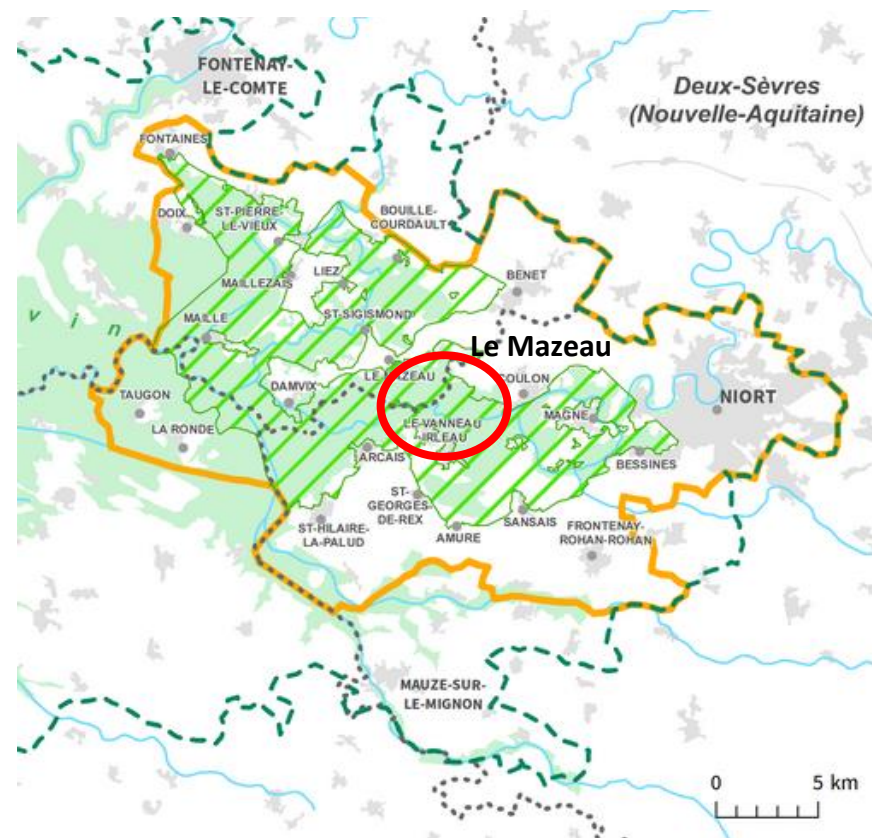 FONTENAY-
LE-COMTE
Deux-Sèvres
(Nouvelle-Aquitaine)
FONTAINES
DOIX
ST-PIERRE-
LE-VIEUX
BOUILLE-
COURDAULT
MAILLEZAIS
LIEZ
BENET
vin
MAILLE
ST-SIGISMOND
Le Mazeau
LE MAZEAU
COULON
TAUGON
DAMVIX
NIORT
MAGNE
LA RONDE
LE-VANNEAU
IRLEAU
ARCAIS
BESSINES
ST-
GEORGES-
DE-REX
ST-HILAIRE-
LA-PALUD
AMURE
SANSAIS
FRONTENAY-
ROHAN-ROHAN
MAUZE-SUR-
LE-MIGNON
0 5 km